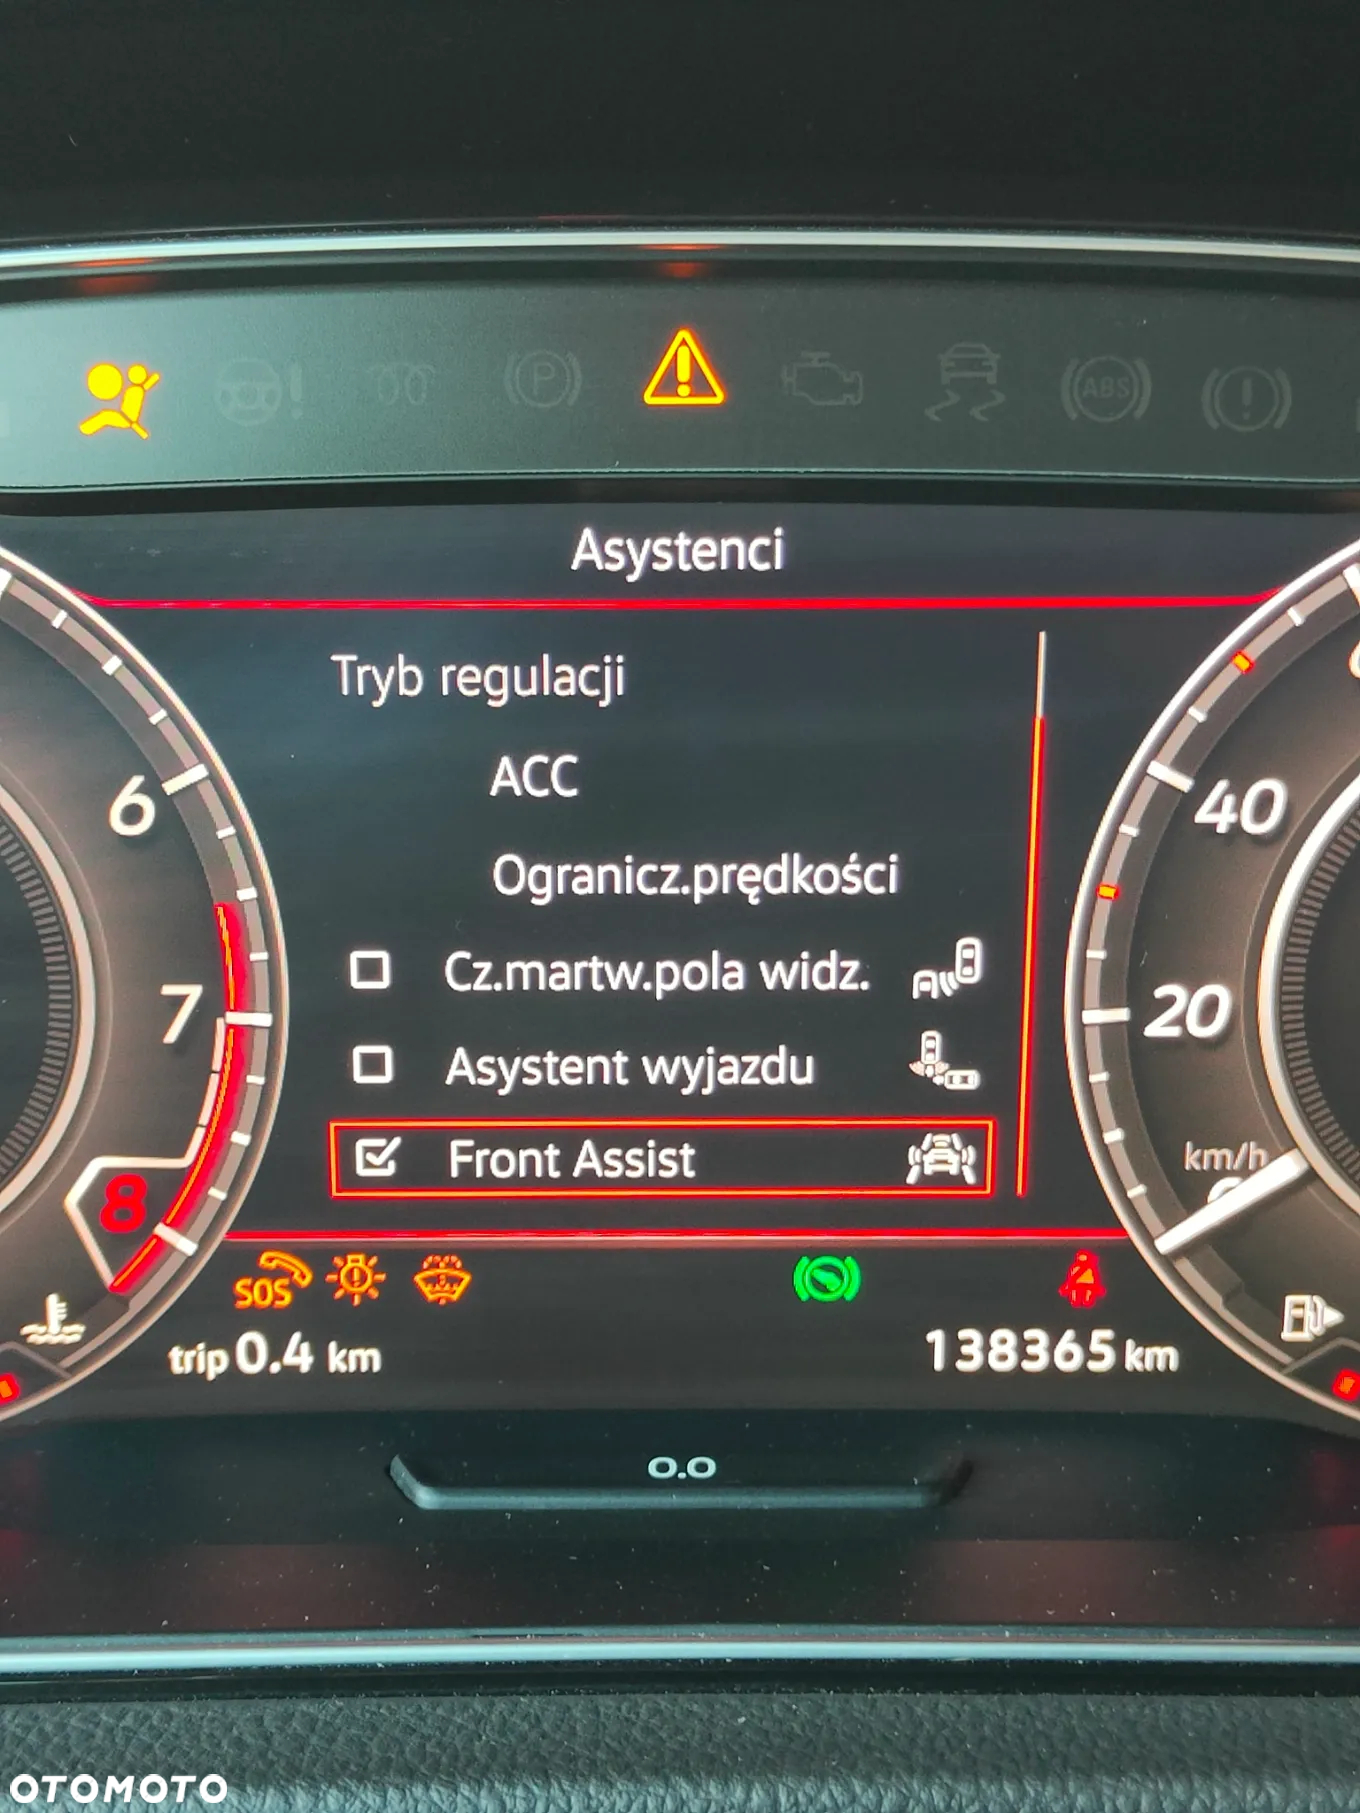 P
ABS
Asystenci
Tryb regulacji
ACC
Ogranicz.prędkości
Cz.martw.pola widz.
Asystent wyjazdu
Front Assist
6
7
8
40
20
km/h
SOS
trip 0.4 km
138365 km
0.0
OTOMOTO